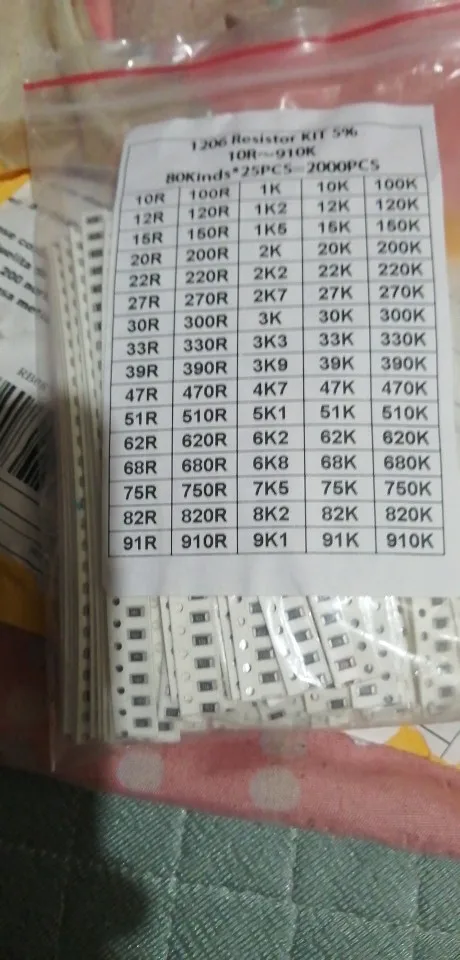 1206 Resistor KIT 5%
10R~910K
80Kinds*25PCS=2000PCS
10R 100R 1K 10K 100K
12R 120R 1K2 12K 120K
15R 150R 1K5 15K 150K
20R 200R 2K 20K 200K
22R 220R 2K2 22K 220K
27R 270R 2K7 27K 270K
30R 300R 3K 30K 300K
33R 330R 3K3 33K 330K
39R 390R 3K9 39K 390K
47R 470R 4K7 47K 470K
51R 510R 5K1 51K 510K
62R 620R 6K2 62K 620K
68R 680R 6K8 68K 680K
75R 750R 7K5 75K 750K
82R 820R 8K2 82K 820K
91R 910R 9K1 91K 910K